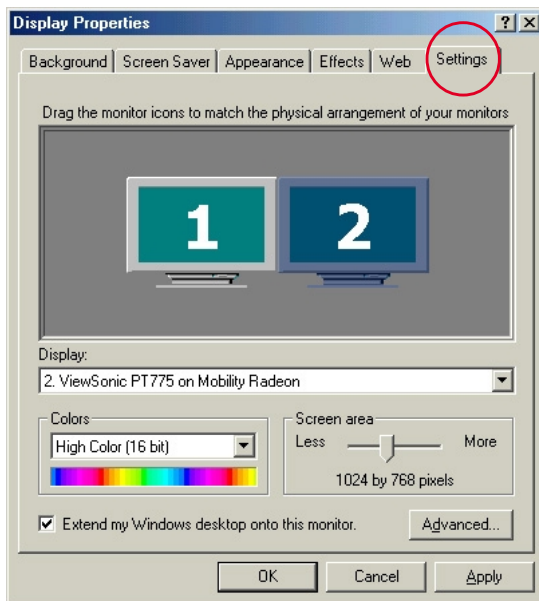 Display Properties
Background Screen Saver Appearance Effects Web Settings
Drag the monitor icons to match the physical arrangement of your monitors
1 2
Display:
2. ViewSonic PT775 on Mobility Radeon
Colors
High Color (16 bit)
Screen area
Less More
1024 by 768 pixels
Extend my Windows desktop onto this monitor.
Advanced...
OK Cancel Apply